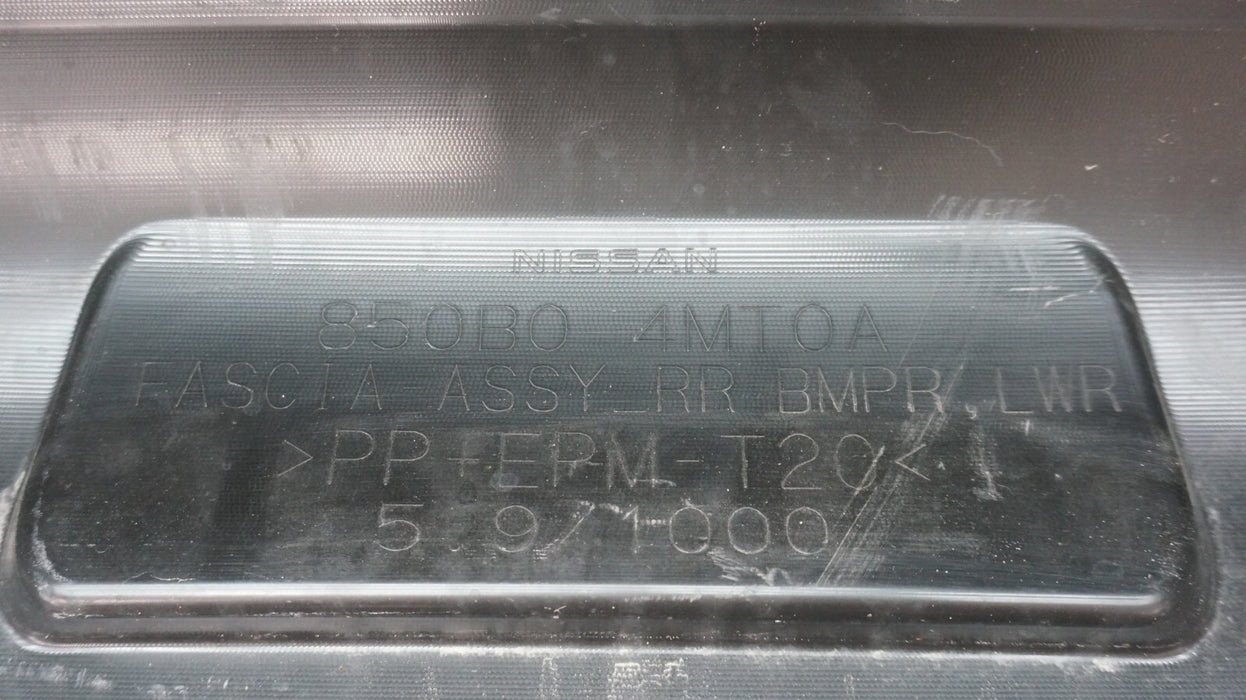 NISSAN
850B0 4MT0A
FASCIA-ASSY_RR BMPR,LWR
>PP+EPM-T20<
5.9/1000